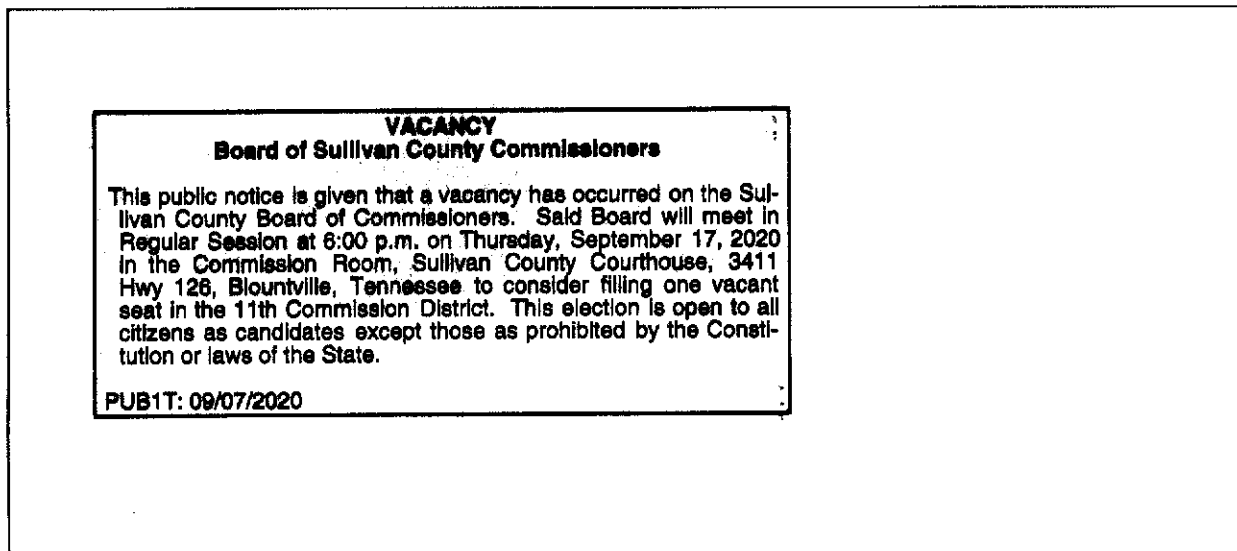 VACANCY
Board of Sullivan County Commissioners
This public notice is given that a vacancy has occurred on the Sul-
livan County Board of Commissioners. Said Board will meet in
Regular Session at 6:00 p.m. on Thursday, September 17, 2020
in the Commission Room, Sullivan County Courthouse, 3411
Hwy 126, Blountville, Tennessee to consider filling one vacant
seat in the 11th Commission District. This election is open to all
citizens as candidates except those as prohibited by the Consti-
tution or laws of the State.
PUB1T: 09/07/2020